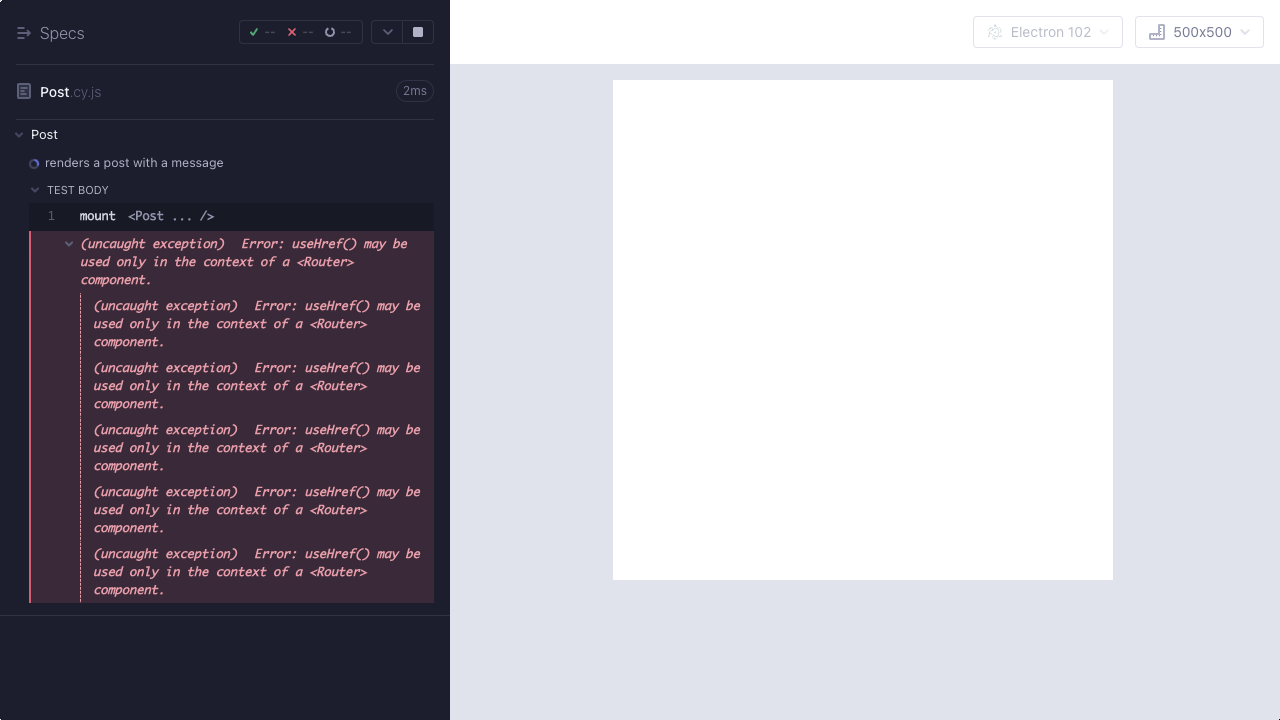 Specs
-- -- --
Electron 102
500x500
Post.cy.js
2ms
Post
renders a post with a message
TEST BODY
1 mount <Post ... />
(uncaught exception) Error: useHref() may be
used only in the context of a <Router>
component.
(uncaught exception) Error: useHref() may be
used only in the context of a <Router>
component.
(uncaught exception) Error: useHref() may be
used only in the context of a <Router>
component.
(uncaught exception) Error: useHref() may be
used only in the context of a <Router>
component.
(uncaught exception) Error: useHref() may be
used only in the context of a <Router>
component.
(uncaught exception) Error: useHref() may be
used only in the context of a <Router>
component.